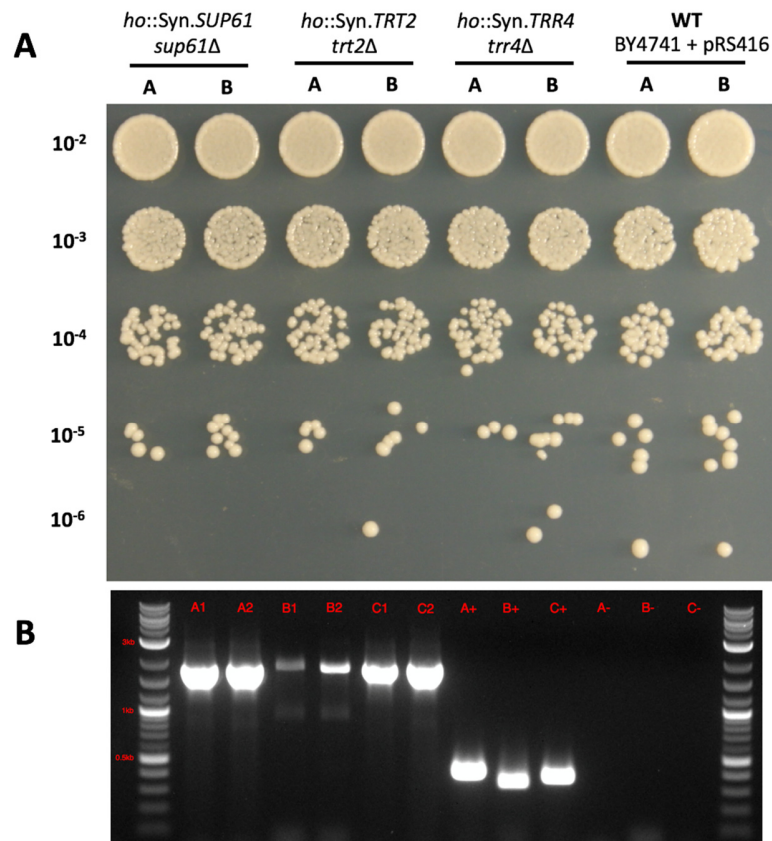 A
ho::Syn.SUP61 ho::Syn.TRT2 ho::Syn.TRR4 WT
sup61Δ trt2Δ trr4Δ BY4741 + pRS416
A B A B A B A B
10-2
10-3
10-4
10-5
10-6
B
A1 A2 B1 B2 C1 C2 A+ B+ C+ A- B- C-
3kb
1kb
0.5kb